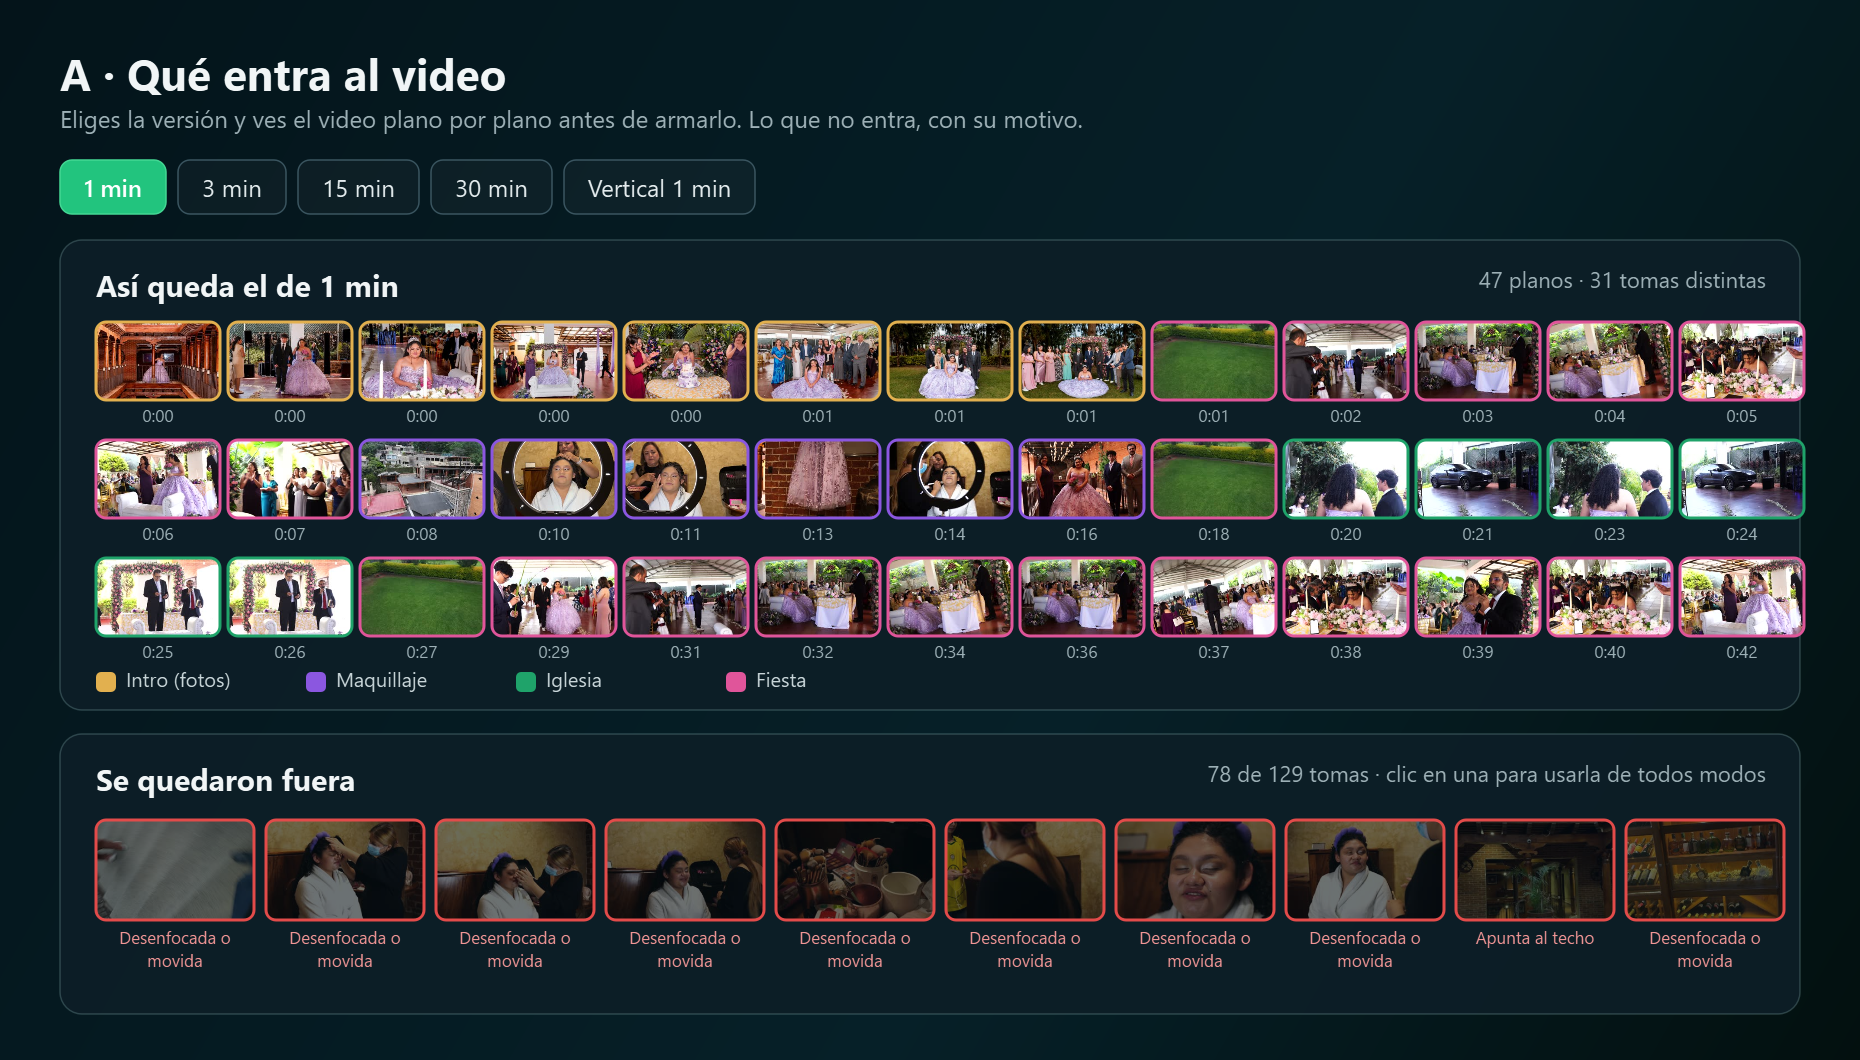 A · Qué entra al video
Eliges la versión y ves el video plano por plano antes de armarlo. Lo que no entra, con su motivo.
1 min
3 min
15 min
30 min
Vertical 1 min
Así queda el de 1 min
47 planos · 31 tomas distintas
0:00 0:00 0:00 0:00 0:00 0:01 0:01 0:01 0:01 0:02 0:03 0:04 0:05
0:06 0:07 0:08 0:10 0:11 0:13 0:14 0:16 0:18 0:20 0:21 0:23 0:24
0:25 0:26 0:27 0:29 0:31 0:32 0:34 0:36 0:37 0:38 0:39 0:40 0:42
Intro (fotos)
Maquillaje
Iglesia
Fiesta
Se quedaron fuera
78 de 129 tomas · clic en una para usarla de todos modos
Desenfocada o
movida
Desenfocada o
movida
Desenfocada o
movida
Desenfocada o
movida
Desenfocada o
movida
Desenfocada o
movida
Desenfocada o
movida
Desenfocada o
movida
Apunta al techo
Desenfocada o
movida